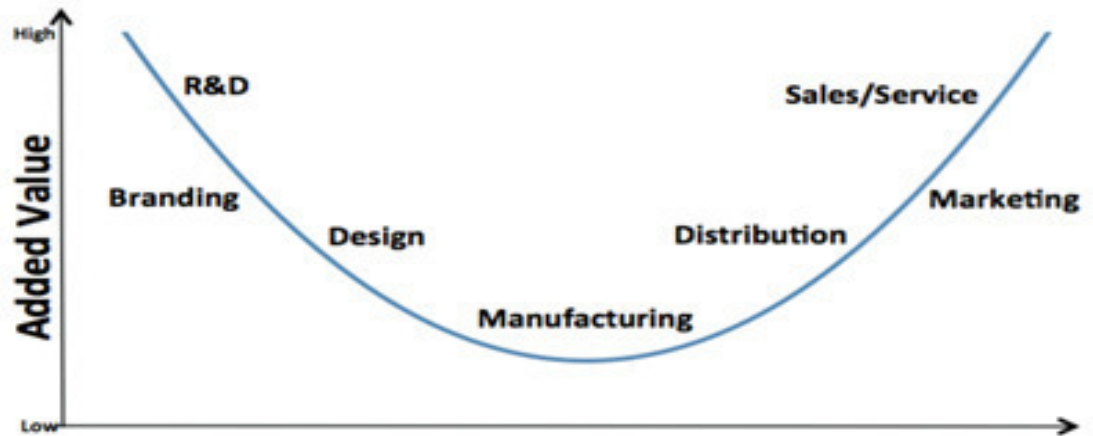 High
R&D
Sales/Service
Branding
Marketing
Design
Distribution
Manufacturing
Added Value
Low